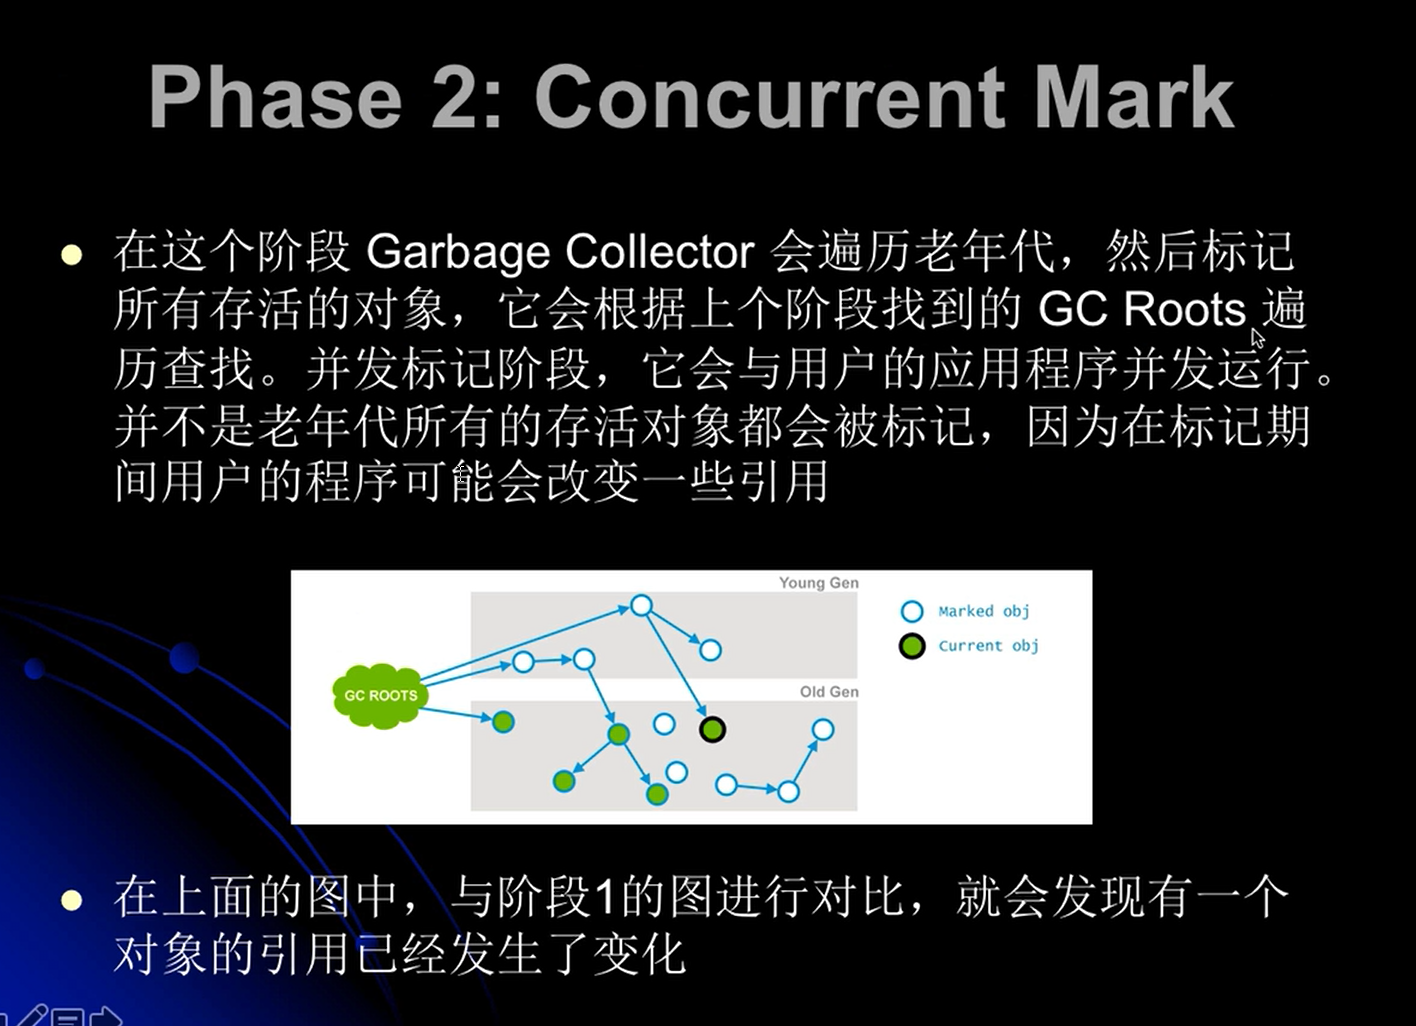 Phase 2: Concurrent Mark
在这个阶段 Garbage Collector 会遍历老年代，然后标记
所有存活的对象，它会根据上个阶段找到的 GC Roots 遍
历查找。并发标记阶段，它会与用户的应用程序并发运行。
并不是老年代所有的存活对象都会被标记，因为在标记期
间用户的程序可能会改变一些引用
Young Gen
Marked obj
Current obj
GC ROOTS
Old Gen
在上面的图中，与阶段1的图进行对比，就会发现有一个
对象的引用已经发生了变化